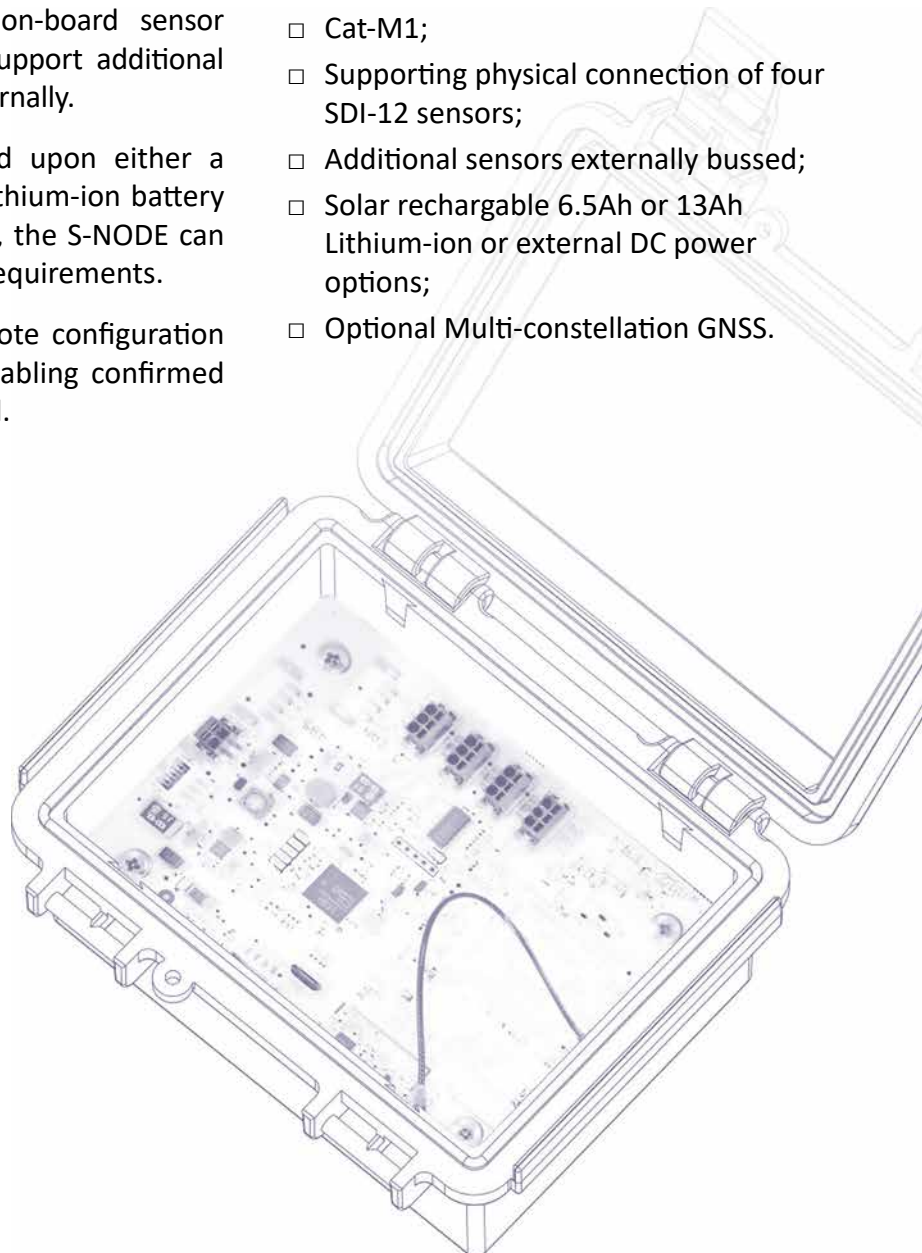 on-board sensor
upport additional
rnally.
d upon either a
thium-ion battery
, the S-NODE can
equirements.
ote configuration
abling confirmed
.
□ Cat-M1;
□ Supporting physical connection of four
SDI-12 sensors;
□ Additional sensors externally bussed;
□ Solar rechargable 6.5Ah or 13Ah
Lithium-ion or external DC power
options;
□ Optional Multi-constellation GNSS.